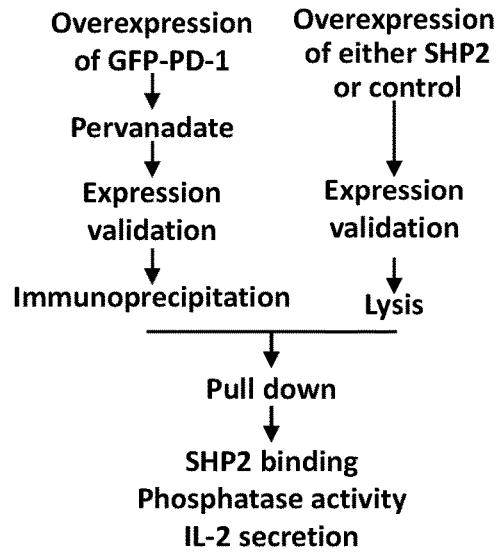 Overexpression
of GFP-PD-1
Pervanadate
Expression
validation
Immunoprecipitation
Overexpression
of either SHP2
or control
Expression
validation
Lysis
Pull down
SHP2 binding
Phosphatase activity
IL-2 secretion